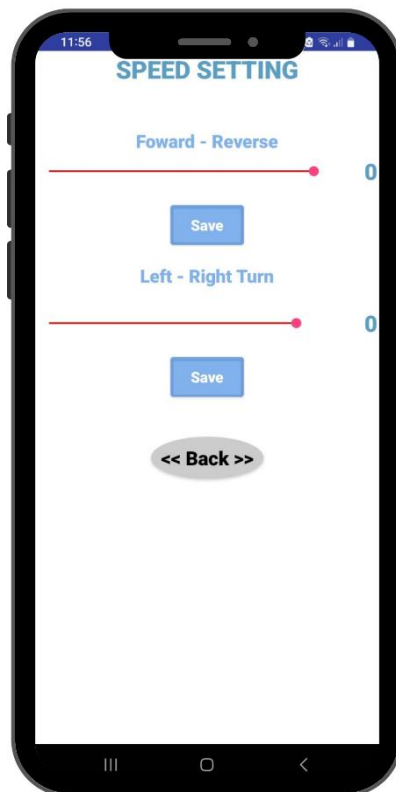 11:56
SPEED SETTING
Foward - Reverse
0
Save
Left - Right Turn
0
Save
<< Back >>